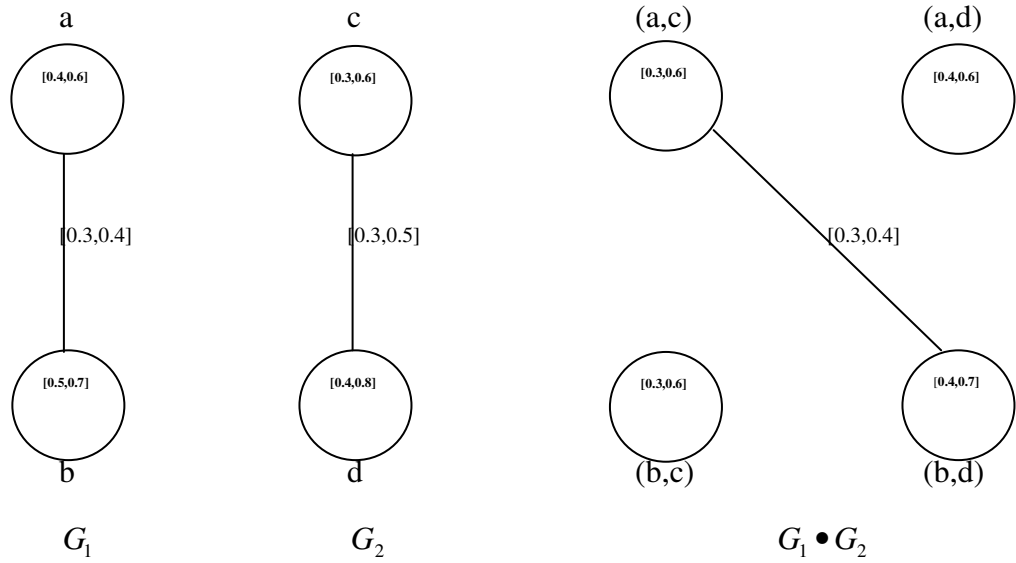 a c (a,c) (a,d)
[0.4,0.6] [0.3,0.6] [0.3,0.6] [0.4,0.6]
[0.3,0.4] [0.3,0.5] [0.3,0.4]
[0.5,0.7] [0.4,0.8] [0.3,0.6] [0.4,0.7]
b d (b,c) (b,d)
G₁ G₂ G₁ • G₂